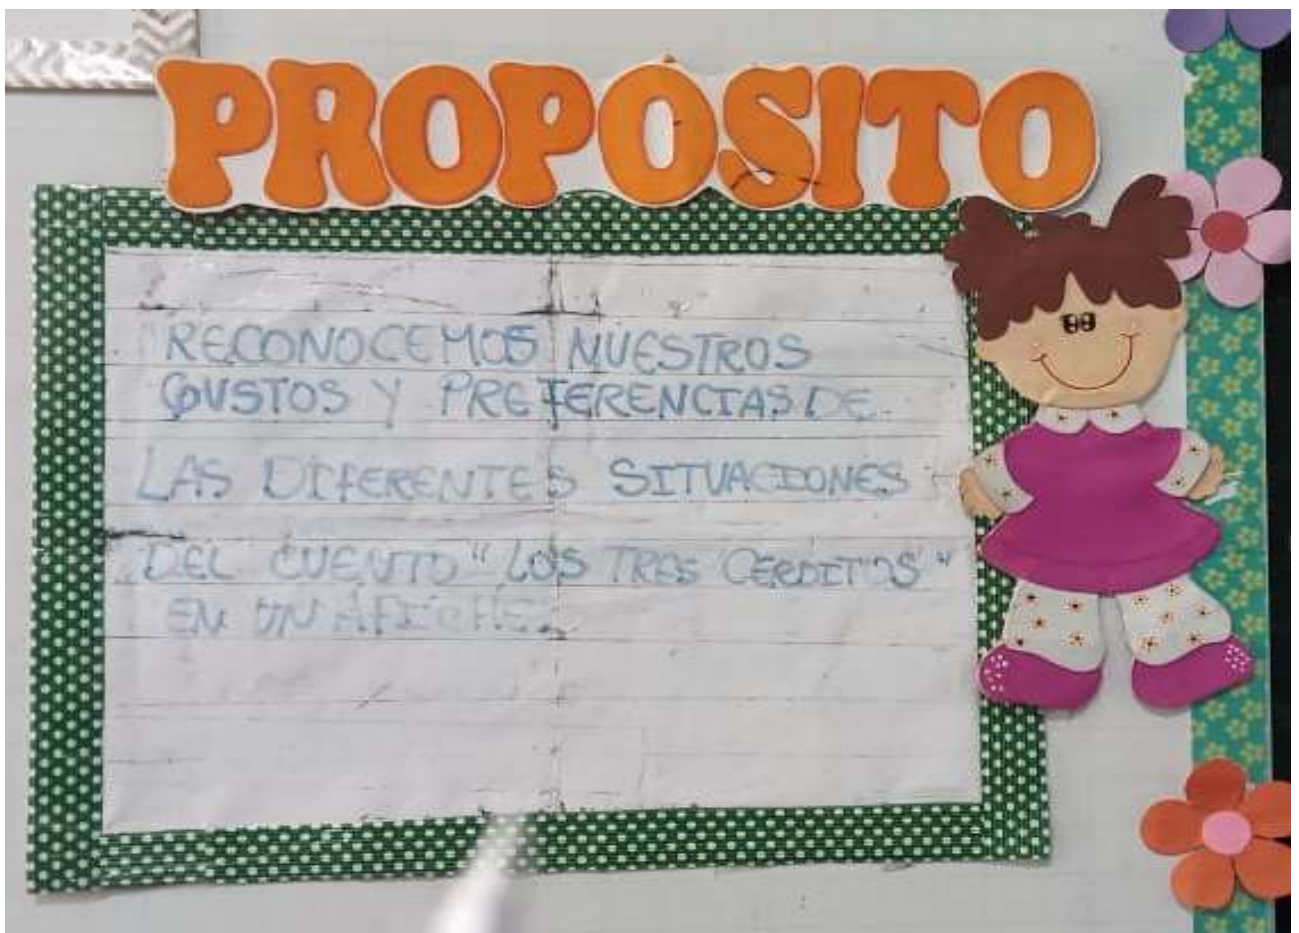 PROPÓSITO
"RECONOCEMOS NUESTROS
GUSTOS Y PREFERENCIAS DE
LAS DIFERENTES SITUACIONES
DEL CUENTO "LOS TRES CERDITOS"
EN UN AFICHE.